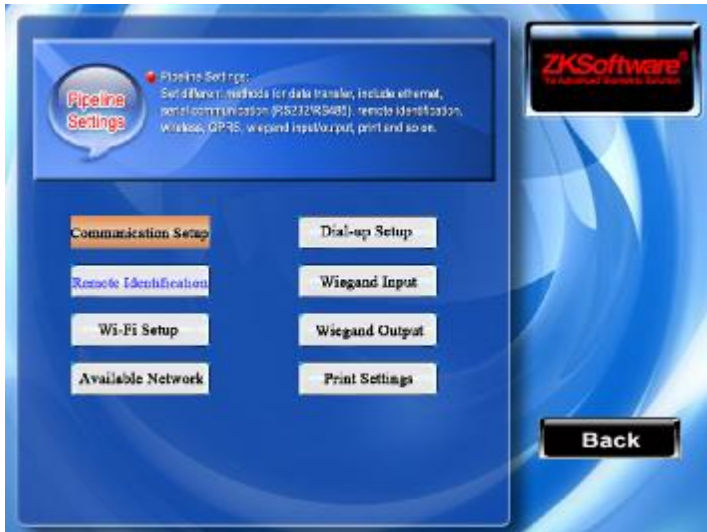 Pipeline
Settings
Pipeline Settings:
Set different methods for data transfer, include ethernet,
serial communication (RS232/RS485), remote identification,
wireless, GPRS, wiegand input/output, print and so on.
ZKSoftware
Communication Setup
Dial-up Setup
Remote Identification
Wiegand Input
Wi-Fi Setup
Wiegand Output
Available Network
Print Settings
Back